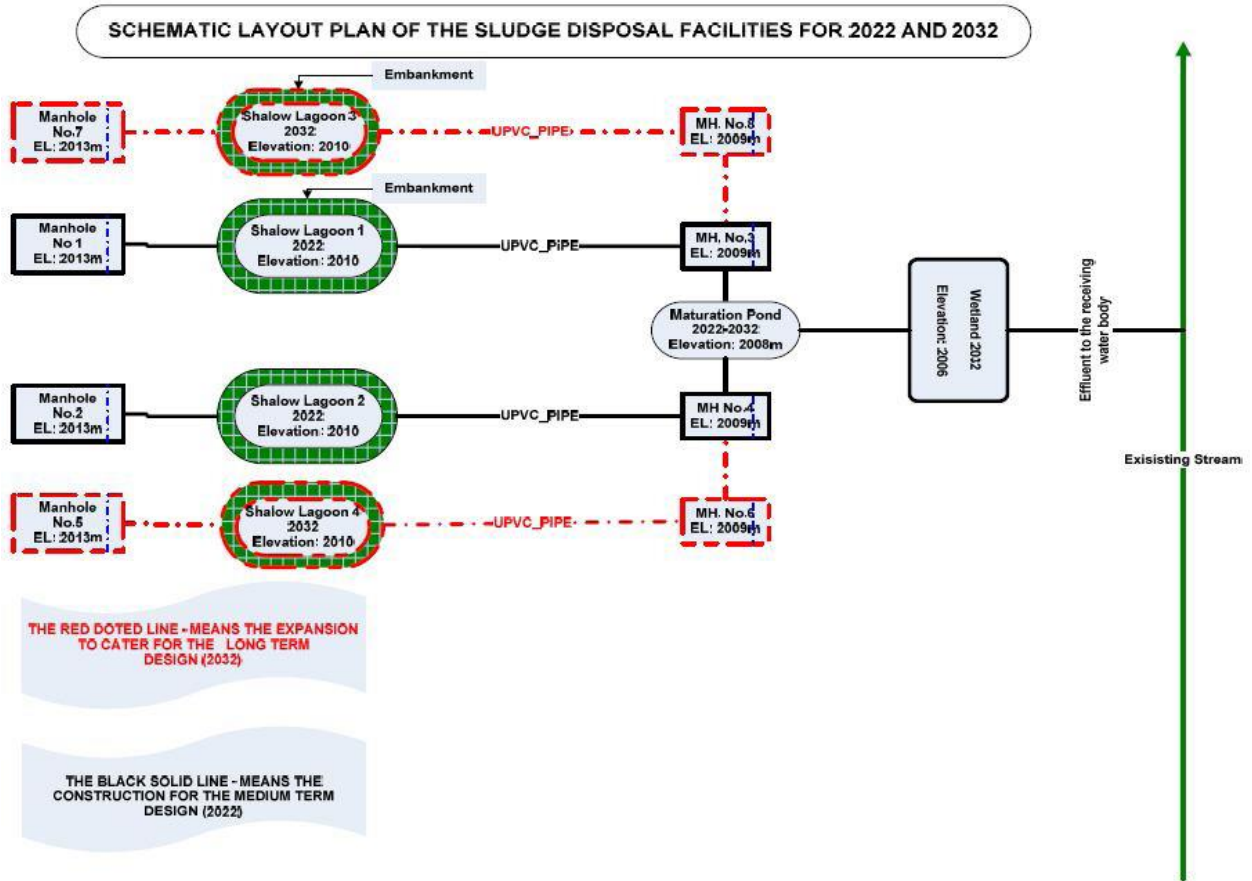 SCHEMATIC LAYOUT PLAN OF THE SLUDGE DISPOSAL FACILITIES FOR 2022 AND 2032
Embankment
Manhole
No.7
EL: 2013m
Shalow Lagoon 3
2032
Elevation: 2010
UPVC_PIPE
MH. No.8
EL: 2009m
Embankment
Manhole
No 1
EL: 2013m
Shalow Lagoon 1
2022
Elevation: 2010
UPVC_PiPE
MH. No.3
EL: 2009m
Maturation Pond
2022-2032
Elevation: 2008m
Wetland 2032
Elevation: 2006
Effluent to the receiving
water body
Manhole
No.2
EL: 2013m
Shalow Lagoon 2
2022
Elevation: 2010
UPVC_PIPE
MH No.4
EL: 2009m
Exisisting Stream
Manhole
No.5
EL: 2013m
Shalow Lagoon 4
2032
Elevation: 2010
UPVC_PIPE
MH. No.6
EL: 2009m
THE RED DOTED LINE - MEANS THE EXPANSION
TO CATER FOR THE LONG TERM
DESIGN (2032)
THE BLACK SOLID LINE - MEANS THE
CONSTRUCTION FOR THE MEDIUM TERM
DESIGN (2022)